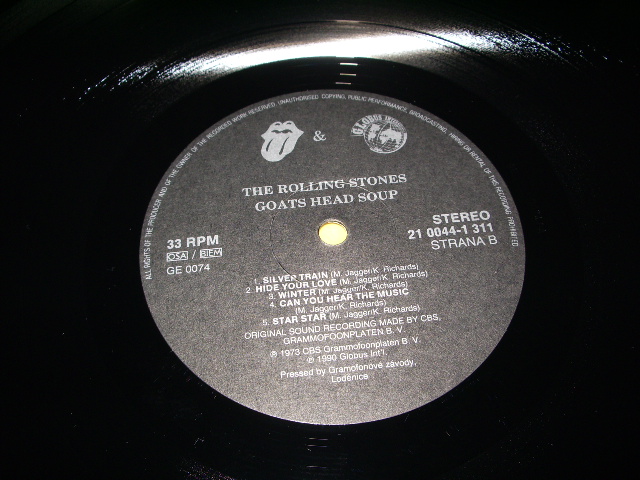 ALL RIGHTS OF THE PRODUCER AND OF THE OWNER OF THE RECORDED WORK RESERVED. UNAUTHORISED COPYING, PUBLIC PERFORMANCE, BROADCASTING, HIRING OR RENTAL OF THE RECORDING PROHIBITED.
& GLOBUS
THE ROLLING STONES
GOATS HEAD SOUP
33 RPM
OSA / BIEM
GE 0074
STEREO
21 0044-1 311
STRANA B
1. SILVER TRAIN (M. Jagger/K. Richards)
2. HIDE YOUR LOVE (M. Jagger/K. Richards)
3. WINTER (M. Jagger/K. Richards)
4. CAN YOU HEAR THE MUSIC
(M. Jagger/K. Richards)
5. STAR STAR (M. Jagger/K. Richards)
ORIGINAL SOUND RECORDING MADE BY CBS,
GRAMMOFOONPLATEN B. V.
℗ 1973 CBS Grammofoonplaten B. V.
℗ 1990 Globus Int'l.
Pressed by Gramofonové závody,
Loděnice